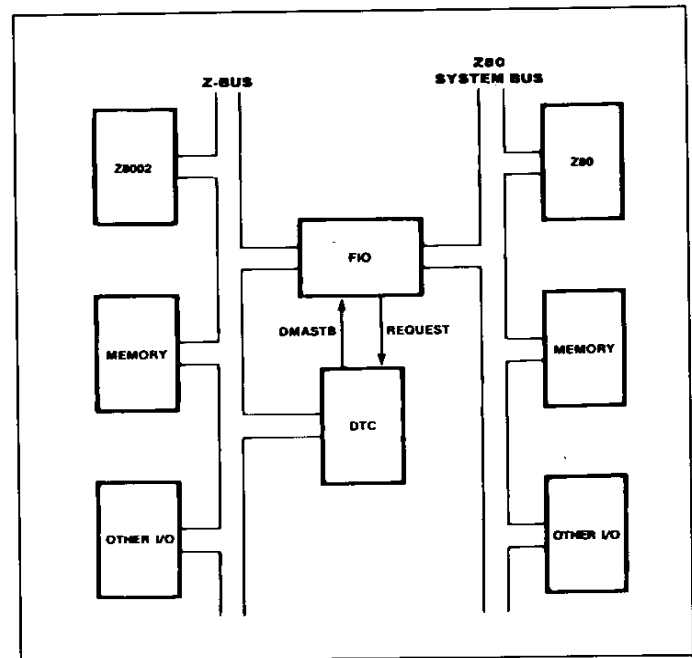 Z-BUS
Z80
SYSTEM BUS
Z8002
Z80
FIO
DMASTB
REQUEST
MEMORY
MEMORY
DTC
OTHER I/O
OTHER I/O